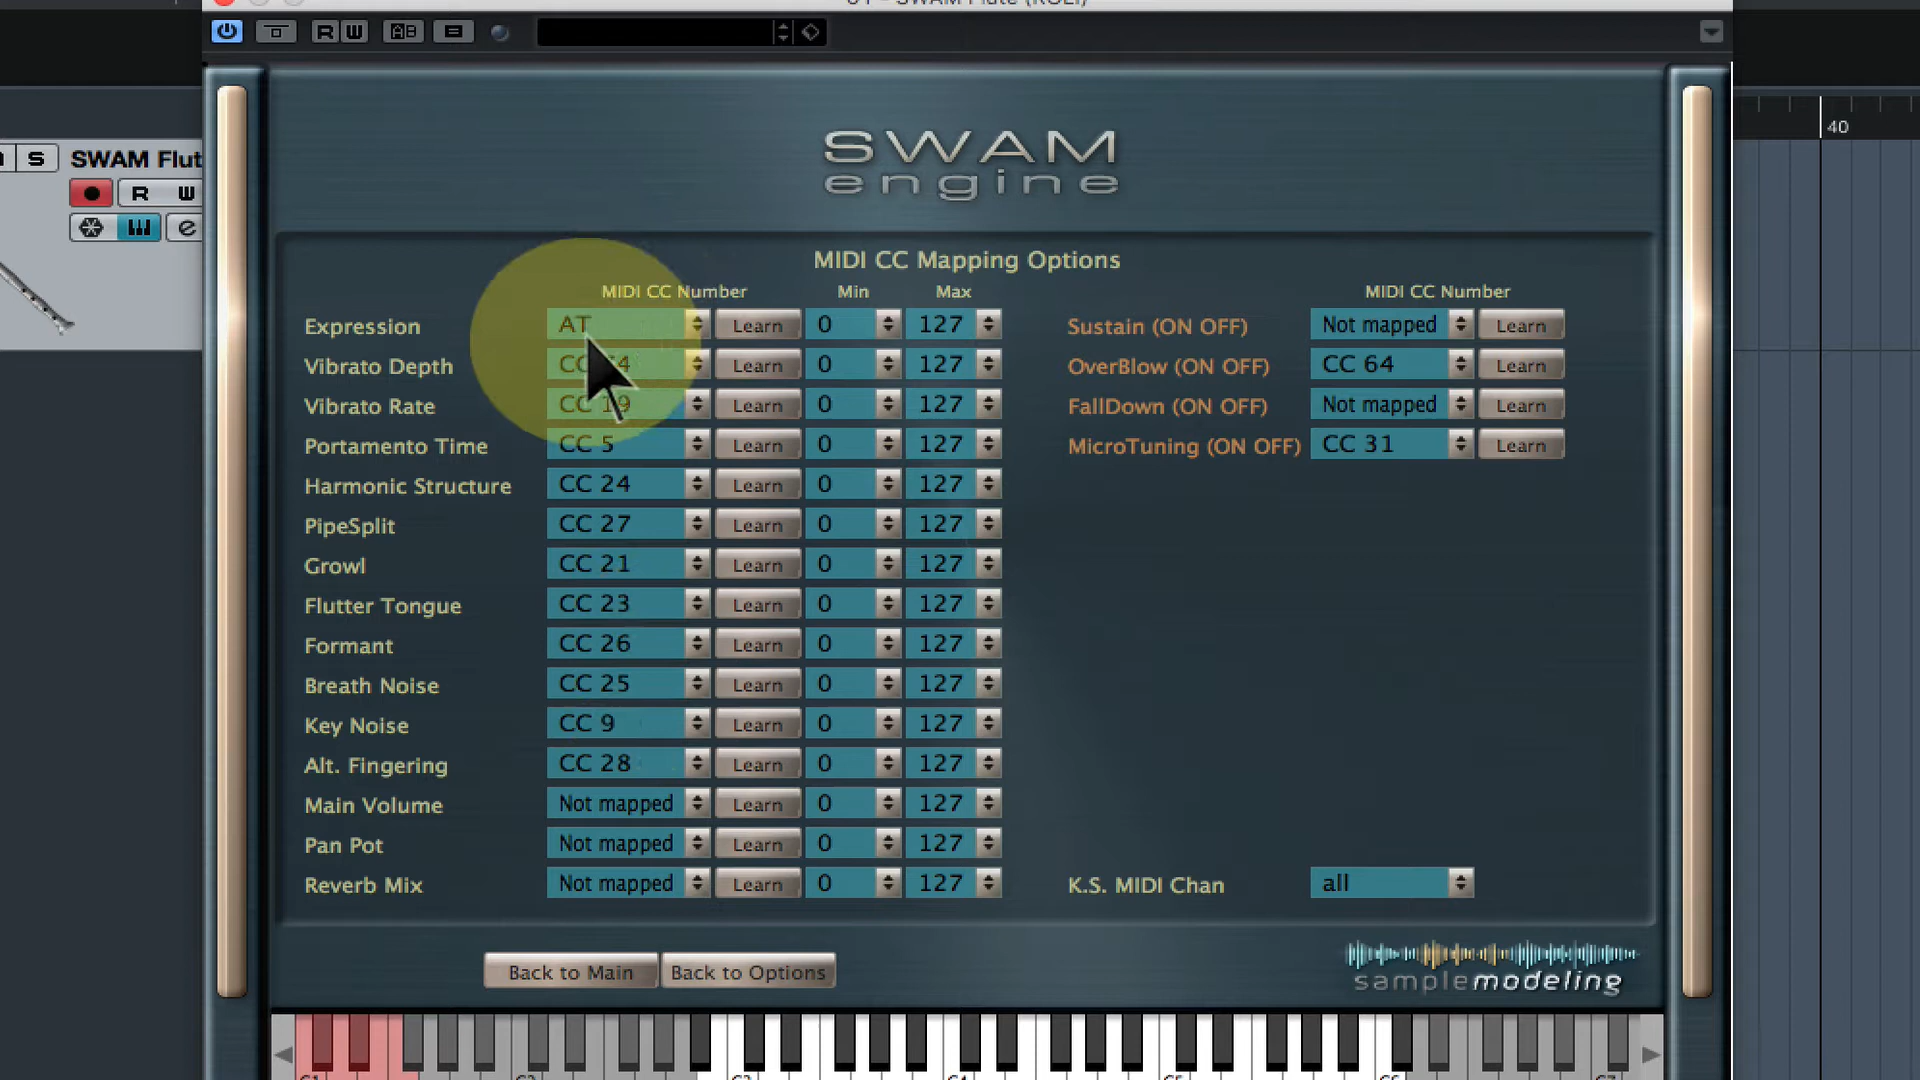 R W AB
40
S SWAM Flut
R W
e
SWAM
engine
MIDI CC Mapping Options
MIDI CC Number Min Max MIDI CC Number
Expression AT Learn 0 127 Sustain (ON OFF) Not mapped Learn
Vibrato Depth Learn 0 127 OverBlow (ON OFF) CC 64 Learn
Vibrato Rate CC 19 Learn 0 127 FallDown (ON OFF) Not mapped Learn
Portamento Time CC 5 Learn 0 127 MicroTuning (ON OFF) CC 31 Learn
Harmonic Structure CC 24 Learn 0 127
PipeSplit CC 27 Learn 0 127
Growl CC 21 Learn 0 127
Flutter Tongue CC 23 Learn 0 127
Formant CC 26 Learn 0 127
Breath Noise CC 25 Learn 0 127
Key Noise CC 9 Learn 0 127
Alt. Fingering CC 28 Learn 0 127
Main Volume Not mapped Learn 0 127
Pan Pot Not mapped Learn 0 127
Reverb Mix Not mapped Learn 0 127 K.S. MIDI Chan all
Back to Main Back to Options
samplemodeling